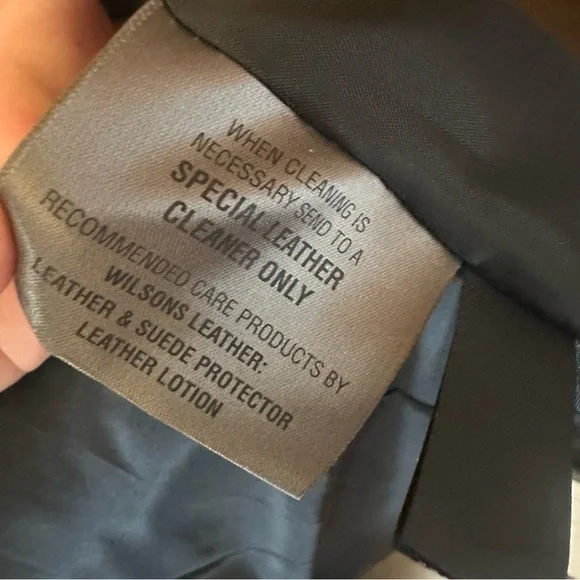 WHEN CLEANING IS
NECESSARY SEND TO A
SPECIAL LEATHER
CLEANER ONLY
RECOMMENDED CARE PRODUCTS BY
WILSONS LEATHER:
LEATHER & SUEDE PROTECTOR
LEATHER LOTION